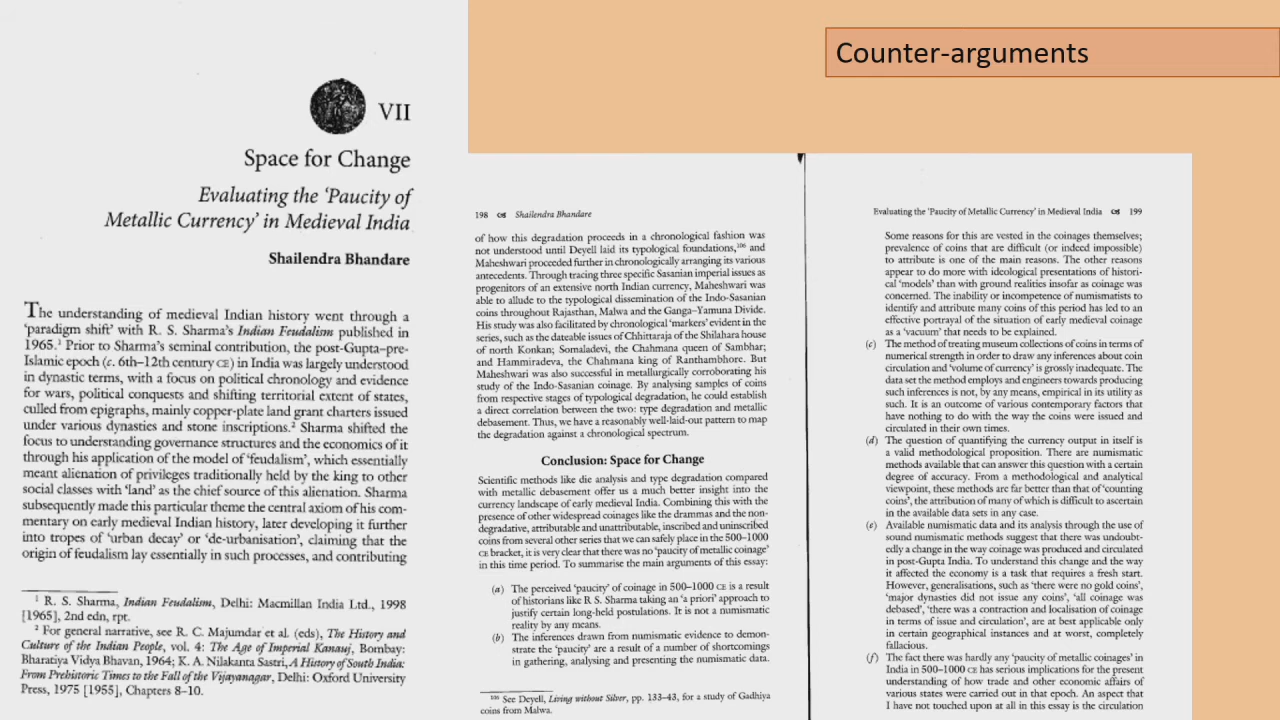 Counter-arguments
VII
Space for Change
Evaluating the ‘Paucity of
Metallic Currency’ in Medieval India
Shailendra Bhandare
The understanding of medieval Indian history went through a
‘paradigm shift’ with R. S. Sharma’s Indian Feudalism published in
1965.¹ Prior to Sharma’s seminal contribution, the post-Gupta–pre-
Islamic epoch (c. 6th–12th century CE) in India was largely understood
in dynastic terms, with a focus on political chronology and evidence
for wars, political conquests and shifting territorial extent of states,
culled from epigraphs, mainly copper-plate land grant charters issued
under various dynasties and stone inscriptions.² Sharma shifted the
focus to understanding governance structures and the economics of it
through his application of the model of ‘feudalism’, which essentially
meant alienation of privileges traditionally held by the king to other
social classes with ‘land’ as the chief source of this alienation. Sharma
subsequently made this particular theme the central axiom of his com-
mentary on early medieval Indian history, later developing it further
into tropes of ‘urban decay’ or ‘de-urbanisation’, claiming that the
origin of feudalism lay essentially in such processes, and contributing
¹ R. S. Sharma, Indian Feudalism, Delhi: Macmillan India Ltd., 1998
[1965], 2nd edn, rpt.
² For general narrative, see R. C. Majumdar et al. (eds), The History and
Culture of the Indian People, vol. 4: The Age of Imperial Kanauj, Bombay:
Bharatiya Vidya Bhavan, 1964; K. A. Nilakanta Sastri, A History of South India:
From Prehistoric Times to the Fall of the Vijayanagar, Delhi: Oxford University
Press, 1975 [1955], Chapters 8–10.
198 Shailendra Bhandare
of how this degradation proceeds in a chronological fashion was
not understood until Deyell laid its typological foundations,¹⁰⁶ and
Maheshwari proceeded further in chronologically arranging its various
antecedents. Through tracing three specific Sasanian imperial issues as
progenitors of an extensive north Indian currency, Maheshwari was
able to allude to the typological dissemination of the Indo-Sasanian
coins throughout Rajasthan, Malwa and the Ganga–Yamuna Divide.
His study was also facilitated by chronological ‘markers’ evident in the
series, such as the dateable issues of Chhittaraja of the Shilahara house
of north Konkan; Somaladevi, the Chahmana queen of Sambhar;
and Hammiradeva, the Chahmana king of Ranthambhore. But
Maheshwari was also successful in metallurgically corroborating his
study of the Indo-Sasanian coinage. By analysing samples of coins
from respective stages of typological degradation, he could establish
a direct correlation between the two: type degradation and metallic
debasement. Thus, we have a reasonably well-laid-out pattern to map
the degradation against a chronological spectrum.
Conclusion: Space for Change
Scientific methods like die analysis and type degradation compared
with metallic debasement offer us a much better insight into the
currency landscape of early medieval India. Combining this with the
presence of other widespread coinages like the drammas and the non-
degradative, attributable and unattributable, inscribed and uninscribed
coins from several other series that we can safely place in the 500–1000
CE bracket, it is very clear that there was no ‘paucity of metallic coinage’
in this time period. To summarise the main arguments of this essay:
(a) The perceived ‘paucity’ of coinage in 500–1000 CE is a result
of historians like R S. Sharma taking an ‘a priori’ approach to
justify certain long-held postulations. It is not a numismatic
reality by any means.
(b) The inferences drawn from numismatic evidence to demon-
strate the ‘paucity’ are a result of a number of shortcomings
in gathering, analysing and presenting the numismatic data.
¹⁰⁶ See Deyell, Living without Silver, pp. 133–43, for a study of Gadhiya
coins from Malwa.
Evaluating the ‘Paucity of Metallic Currency’ in Medieval India 199
Some reasons for this are vested in the coinages themselves;
prevalence of coins that are difficult (or indeed impossible)
to attribute is one of the main reasons. The other reasons
appear to do more with ideological presentations of histori-
cal ‘models’ than with ground realities insofar as coinage was
concerned. The inability or incompetence of numismatists to
identify and attribute many coins of this period has led to an
effective portrayal of the situation of early medieval coinage
as a ‘vacuum’ that needs to be explained.
(c) The method of treating museum collections of coins in terms of
numerical strength in order to draw any inferences about coin
circulation and ‘volume of currency’ is grossly inadequate. The
data set the method employs and engineers towards producing
such inferences is not, by any means, empirical in its utility as
such. It is an outcome of various contemporary factors that
have nothing to do with the way the coins were issued and
circulated in their own times.
(d) The question of quantifying the currency output in itself is
a valid methodological proposition. There are numismatic
methods available that can answer this question with a certain
degree of accuracy. From a methodological and analytical
viewpoint, these methods are far better than that of ‘counting
coins’, the attribution of many of which is difficult to ascertain
in the available data sets in any case.
(e) Available numismatic data and its analysis through the use of
sound numismatic methods suggest that there was undoubt-
edly a change in the way coinage was produced and circulated
in post-Gupta India. To understand this change and the way
it affected the economy is a task that requires a fresh start.
However, generalisations, such as ‘there were no gold coins’,
‘major dynasties did not issue any coins’, ‘all coinage was
debased’, ‘there was a contraction and localisation of coinage
in terms of issue and circulation’, are at best applicable only
in certain geographical instances and at worst, completely
fallacious.
(f) The fact there was hardly any ‘paucity of metallic coinages’ in
India in 500–1000 CE has serious implications for the present
understanding of how trade and other economic affairs of
various states were carried out in that epoch. An aspect that
I have not touched upon at all in this essay is the circulation